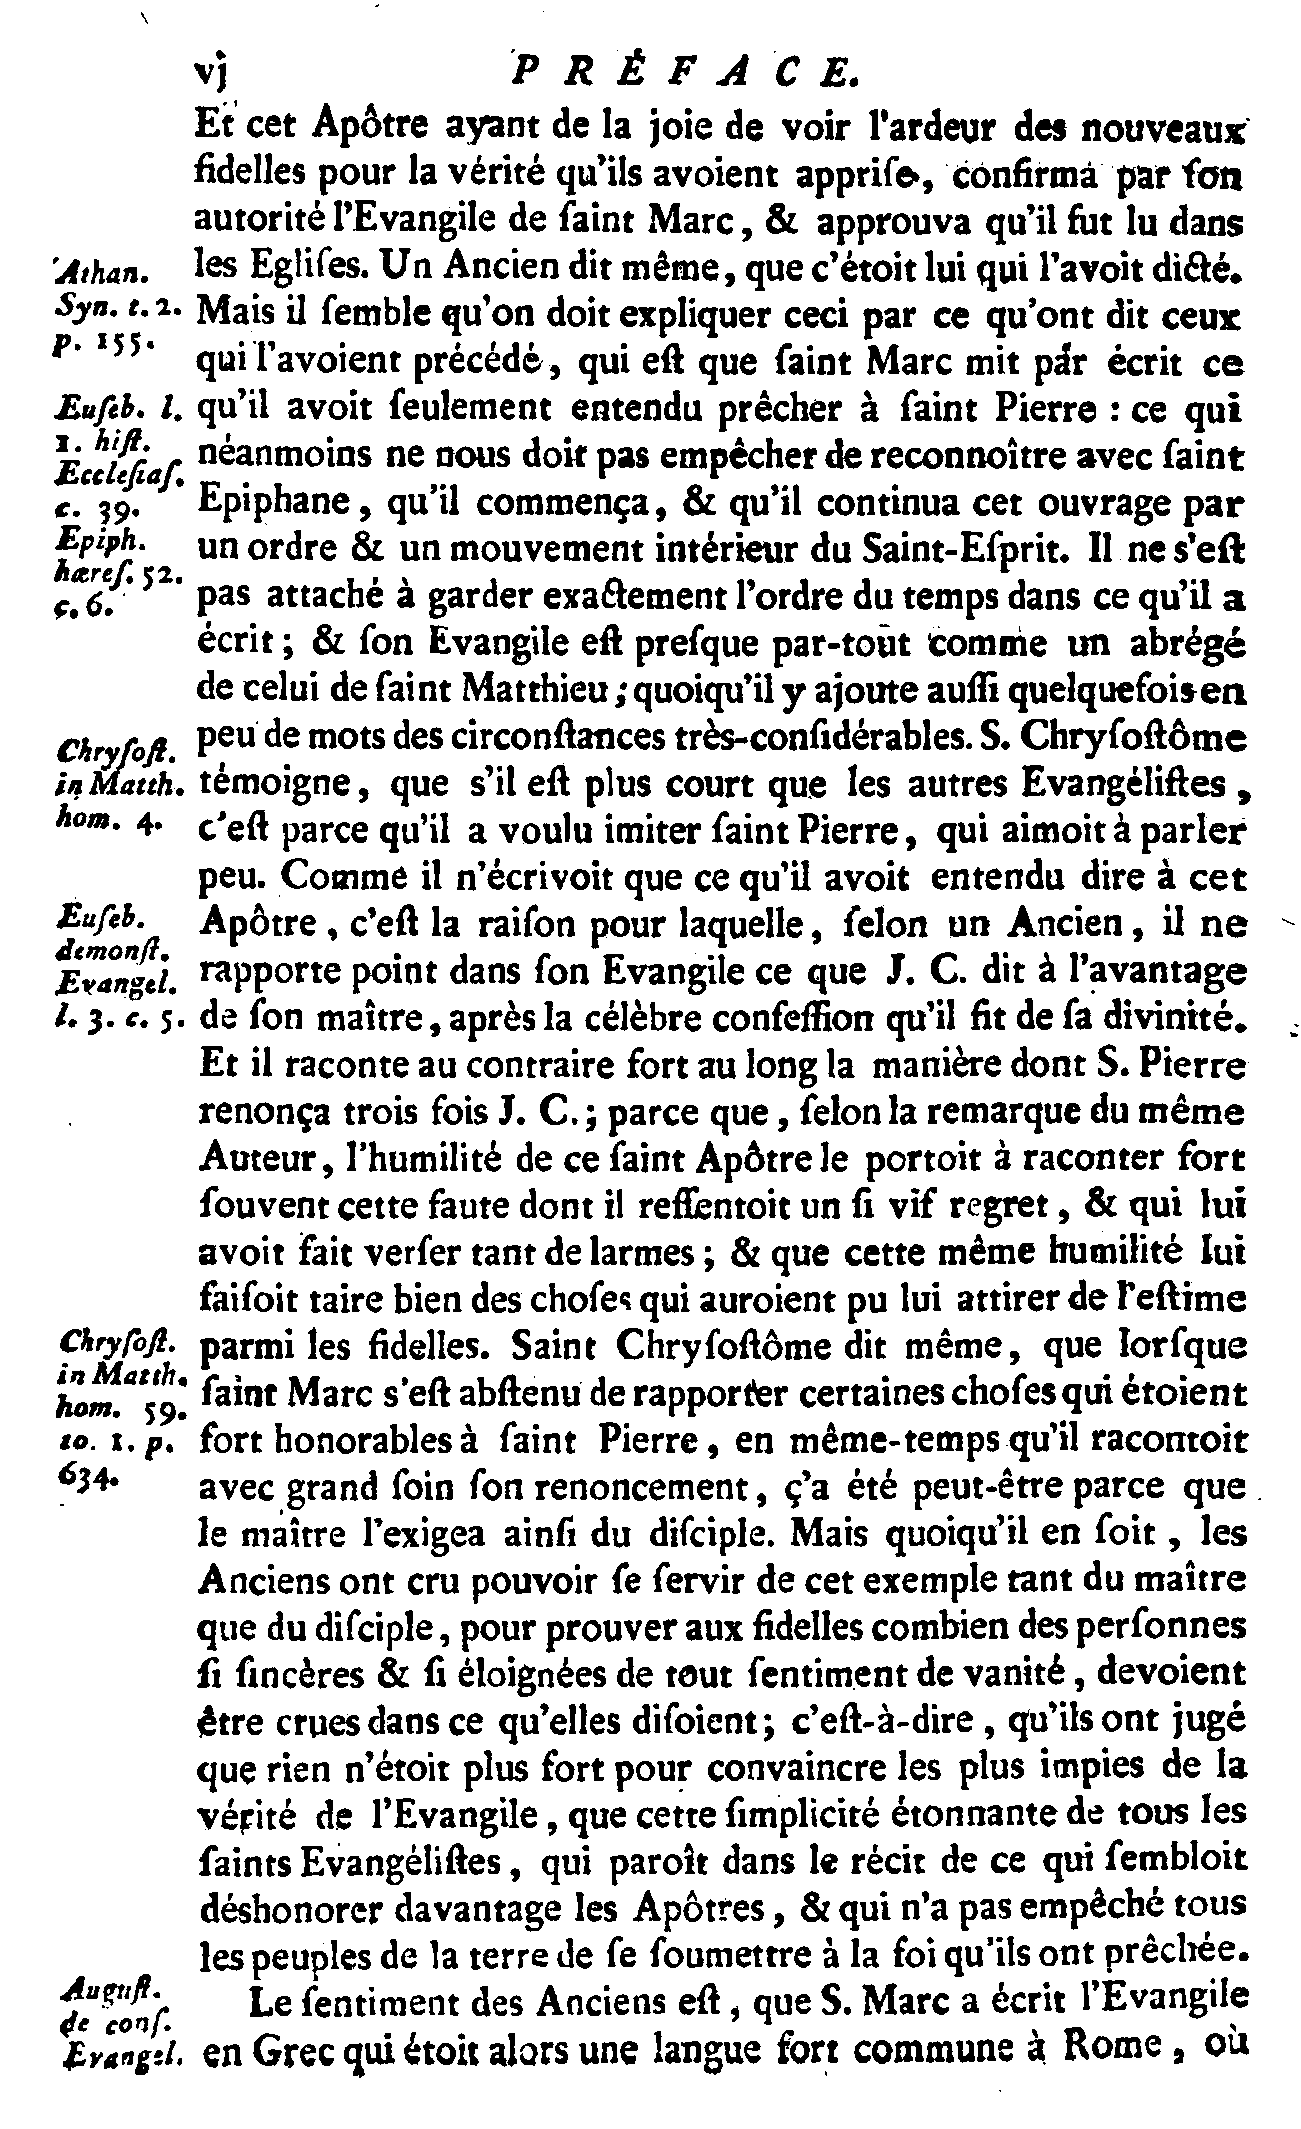 vj PRÉFACE.
Et cet Apôtre ayant de la joie de voir l'ardeur des nouveaux
fidelles pour la vérité qu'ils avoient appriſe, confirma par ſon
autorité l'Evangile de ſaint Marc, & approuva qu'il fut lu dans
les Egliſes. Un Ancien dit même, que c'étoit lui qui l'avoit dicté.
Mais il ſemble qu'on doit expliquer ceci par ce qu'ont dit ceux
qui l'avoient précédé, qui eſt que ſaint Marc mit par écrit ce
qu'il avoit ſeulement entendu prêcher à ſaint Pierre : ce qui
néanmoins ne nous doit pas empêcher de reconnoître avec ſaint
Epiphane, qu'il commença, & qu'il continua cet ouvrage par
un ordre & un mouvement intérieur du Saint-Eſprit. Il ne s'eſt
pas attaché à garder exactement l'ordre du temps dans ce qu'il a
écrit ; & ſon Evangile eſt preſque par-tout comme un abrégé
de celui de ſaint Matthieu ; quoiqu'il y ajoute auſſi quelquefois en
peu de mots des circonſtances très-conſidérables. S. Chryſoſtôme
témoigne, que s'il eſt plus court que les autres Evangéliſtes,
c'eſt parce qu'il a voulu imiter ſaint Pierre, qui aimoit à parler
peu. Comme il n'écrivoit que ce qu'il avoit entendu dire à cet
Apôtre, c'eſt la raiſon pour laquelle, ſelon un Ancien, il ne
rapporte point dans ſon Evangile ce que J. C. dit à l'avantage
de ſon maître, après la célèbre confeſſion qu'il fit de ſa divinité.
Et il raconte au contraire fort au long la manière dont S. Pierre
renonça trois fois J. C. ; parce que, ſelon la remarque du même
Auteur, l'humilité de ce ſaint Apôtre le portoit à raconter fort
ſouvent cette faute dont il reſſentoit un ſi vif regret, & qui lui
avoit fait verſer tant de larmes ; & que cette même humilité lui
faiſoit taire bien des choſes qui auroient pu lui attirer de l'eſtime
parmi les fidelles. Saint Chryſoſtôme dit même, que lorſque
ſaint Marc s'eſt abſtenu de rapporter certaines choſes qui étoient
fort honorables à ſaint Pierre, en même-temps qu'il racontoit
avec grand ſoin ſon renoncement, ç'a été peut-être parce que
le maître l'exigea ainſi du diſciple. Mais quoiqu'il en ſoit, les
Anciens ont cru pouvoir ſe ſervir de cet exemple tant du maître
que du diſciple, pour prouver aux fidelles combien des perſonnes
ſi ſincères & ſi éloignées de tout ſentiment de vanité, devoient
être crues dans ce qu'elles diſoient ; c'eſt-à-dire, qu'ils ont jugé
que rien n'étoit plus fort pour convaincre les plus impies de la
vérité de l'Evangile, que cette ſimplicité étonnante de tous les
ſaints Evangéliſtes, qui paroît dans le récit de ce qui ſembloit
déshonorer davantage les Apôtres, & qui n'a pas empêché tous
les peuples de la terre de ſe ſoumettre à la foi qu'ils ont prêchée.
Le ſentiment des Anciens eſt, que S. Marc a écrit l'Evangile
en Grec qui étoit alors une langue fort commune à Rome, où
Athan.
Syn. t. 2.
p. 155.
Euſeb. l.
1. hiſt.
Eccleſiaſ.
c. 39.
Epiph.
hæreſ. 52.
c. 6.
Chryſoſt.
in Matth.
hom. 4.
Euſeb.
demonſt.
Evangel.
l. 3. c. 5.
Chryſoſt.
in Matth.
hom. 59.
to. 1. p.
634.
Auguſt.
de conſ.
Evangel.